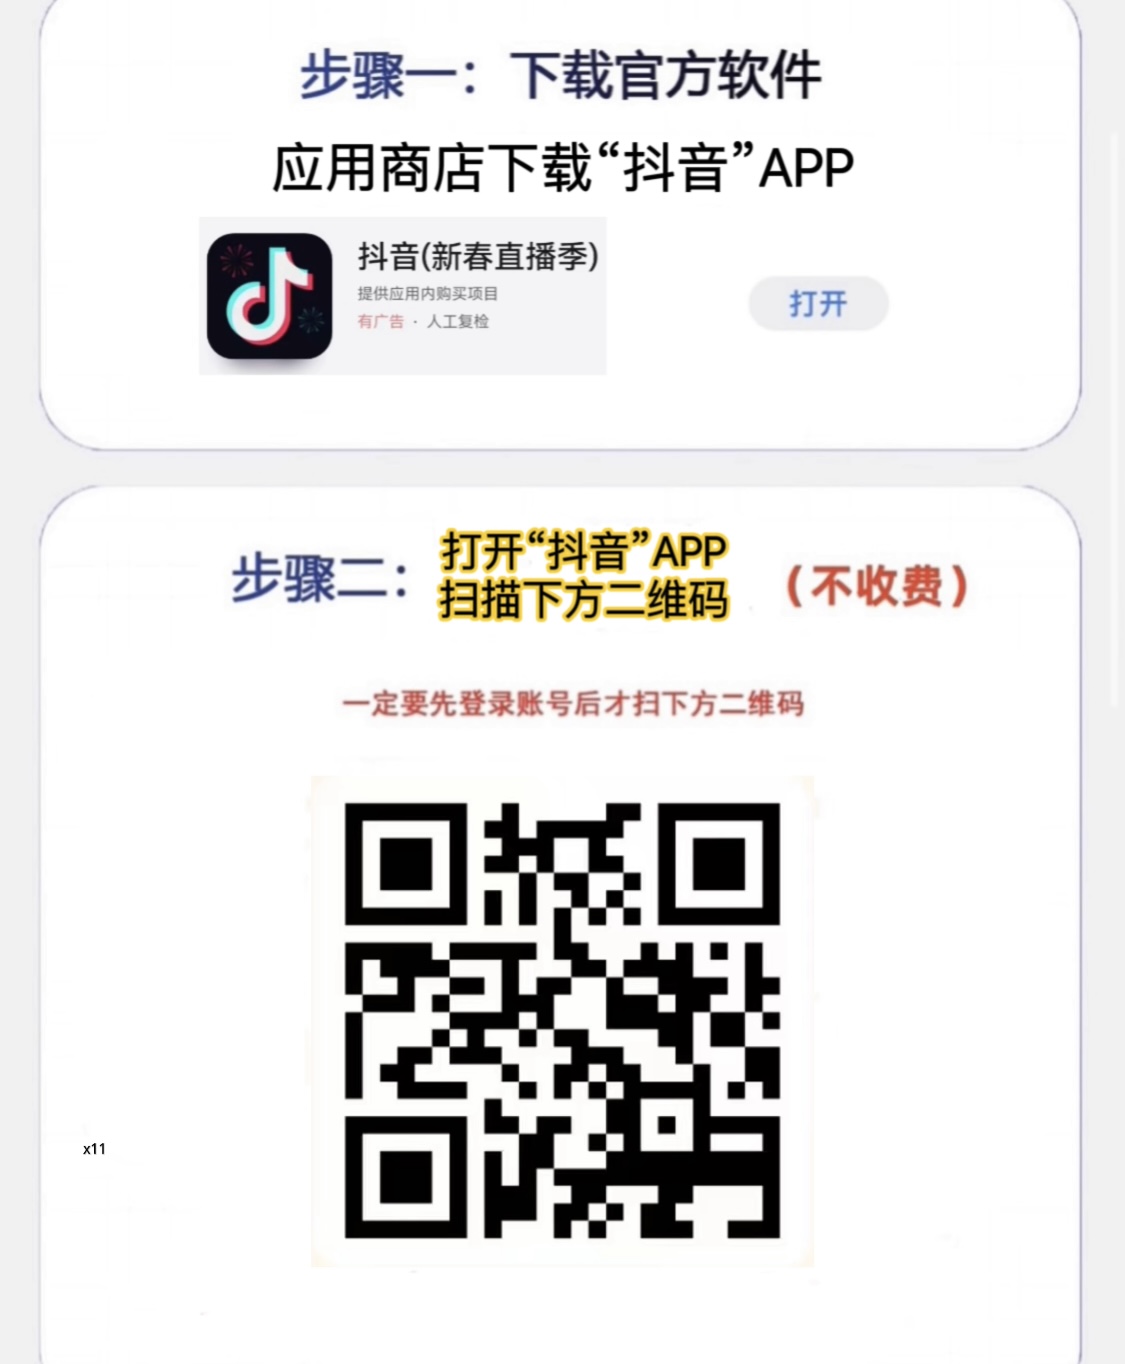 步骤一：下载官方软件
应用商店下载“抖音”APP
抖音(新春直播季)
提供应用内购买项目
有广告 · 人工复检
打开
步骤二：
打开“抖音”APP
扫描下方二维码
（不收费）
一定要先登录账号后才扫下方二维码
x11